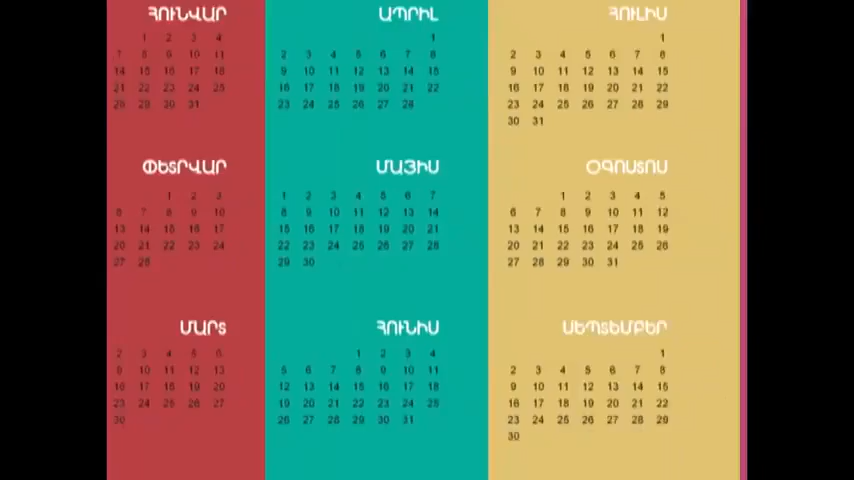 ՀՈՒՆՎԱՐ
1 2 3 4
7 8 9 10 11
14 15 16 17 18
21 22 23 24 25
28 29 30 31
ՓԵՏՐՎԱՐ
1 2 3
6 7 8 9 10
13 14 15 16 17
20 21 22 23 24
27 28
ՄԱՐՏ
2 3 4 5 6
9 10 11 12 13
16 17 18 19 20
23 24 25 26 27
30
ԱՊՐԻԼ
1
2 3 4 5 6 7 8
9 10 11 12 13 14 15
16 17 18 19 20 21 22
23 24 25 26 27 28
ՄԱՅԻՍ
1 2 3 4 5 6 7
8 9 10 11 12 13 14
15 16 17 18 19 20 21
22 23 24 25 26 27 28
29 30
ՀՈՒՆԻՍ
1 2 3 4
5 6 7 8 9 10 11
12 13 14 15 16 17 18
19 20 21 22 23 24 25
26 27 28 29 30 31
ՀՈՒԼԻՍ
1
2 3 4 5 6 7 8
9 10 11 12 13 14 15
16 17 18 19 20 21 22
23 24 25 26 27 28 29
30 31
ՕԳՈՍՏՈՍ
1 2 3 4 5
6 7 8 9 10 11 12
13 14 15 16 17 18 19
20 21 22 23 24 25 26
27 28 29 30 31
ՍԵՊՏԵՄԲԵՐ
1
2 3 4 5 6 7 8
9 10 11 12 13 14 15
16 17 18 19 20 21 22
23 24 25 26 27 28 29
30